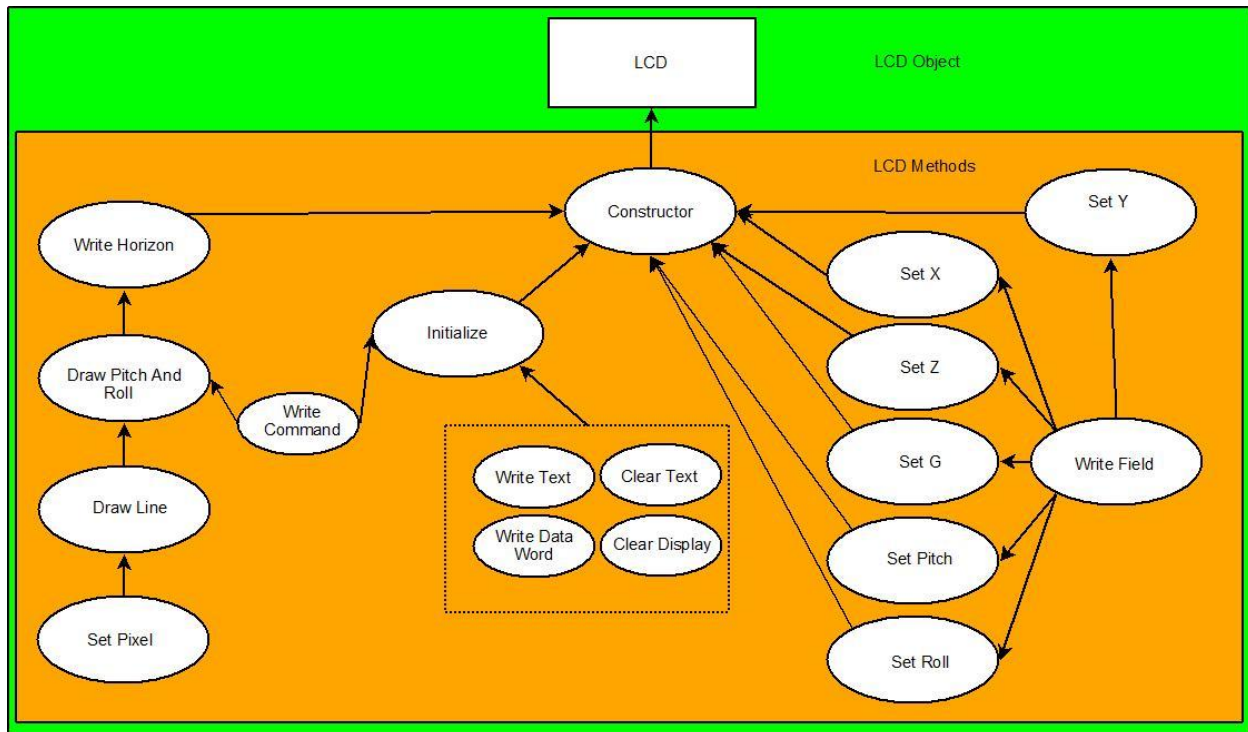 LCD
LCD Object
LCD Methods
Constructor
Set Y
Write Horizon
Set X
Initialize
Set Z
Draw Pitch And
Roll
Write
Command
Write Text
Clear Text
Set G
Write Field
Draw Line
Write Data
Word
Clear Display
Set Pitch
Set Pixel
Set Roll